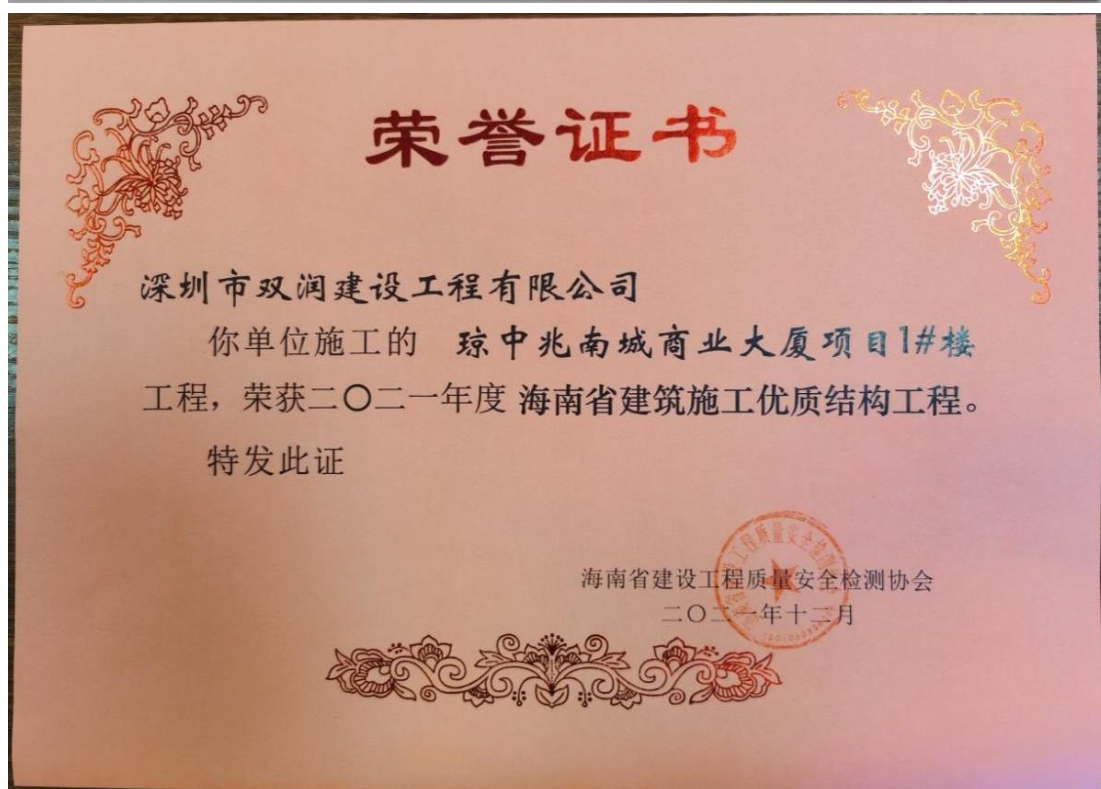 荣誉证书
深圳市双润建设工程有限公司
你单位施工的 琼中兆南城商业大厦项目1#楼
工程，荣获二〇二一年度 海南省建筑施工优质结构工程。
特发此证
海南省建设工程质量安全检测协会
二〇二一年十二月